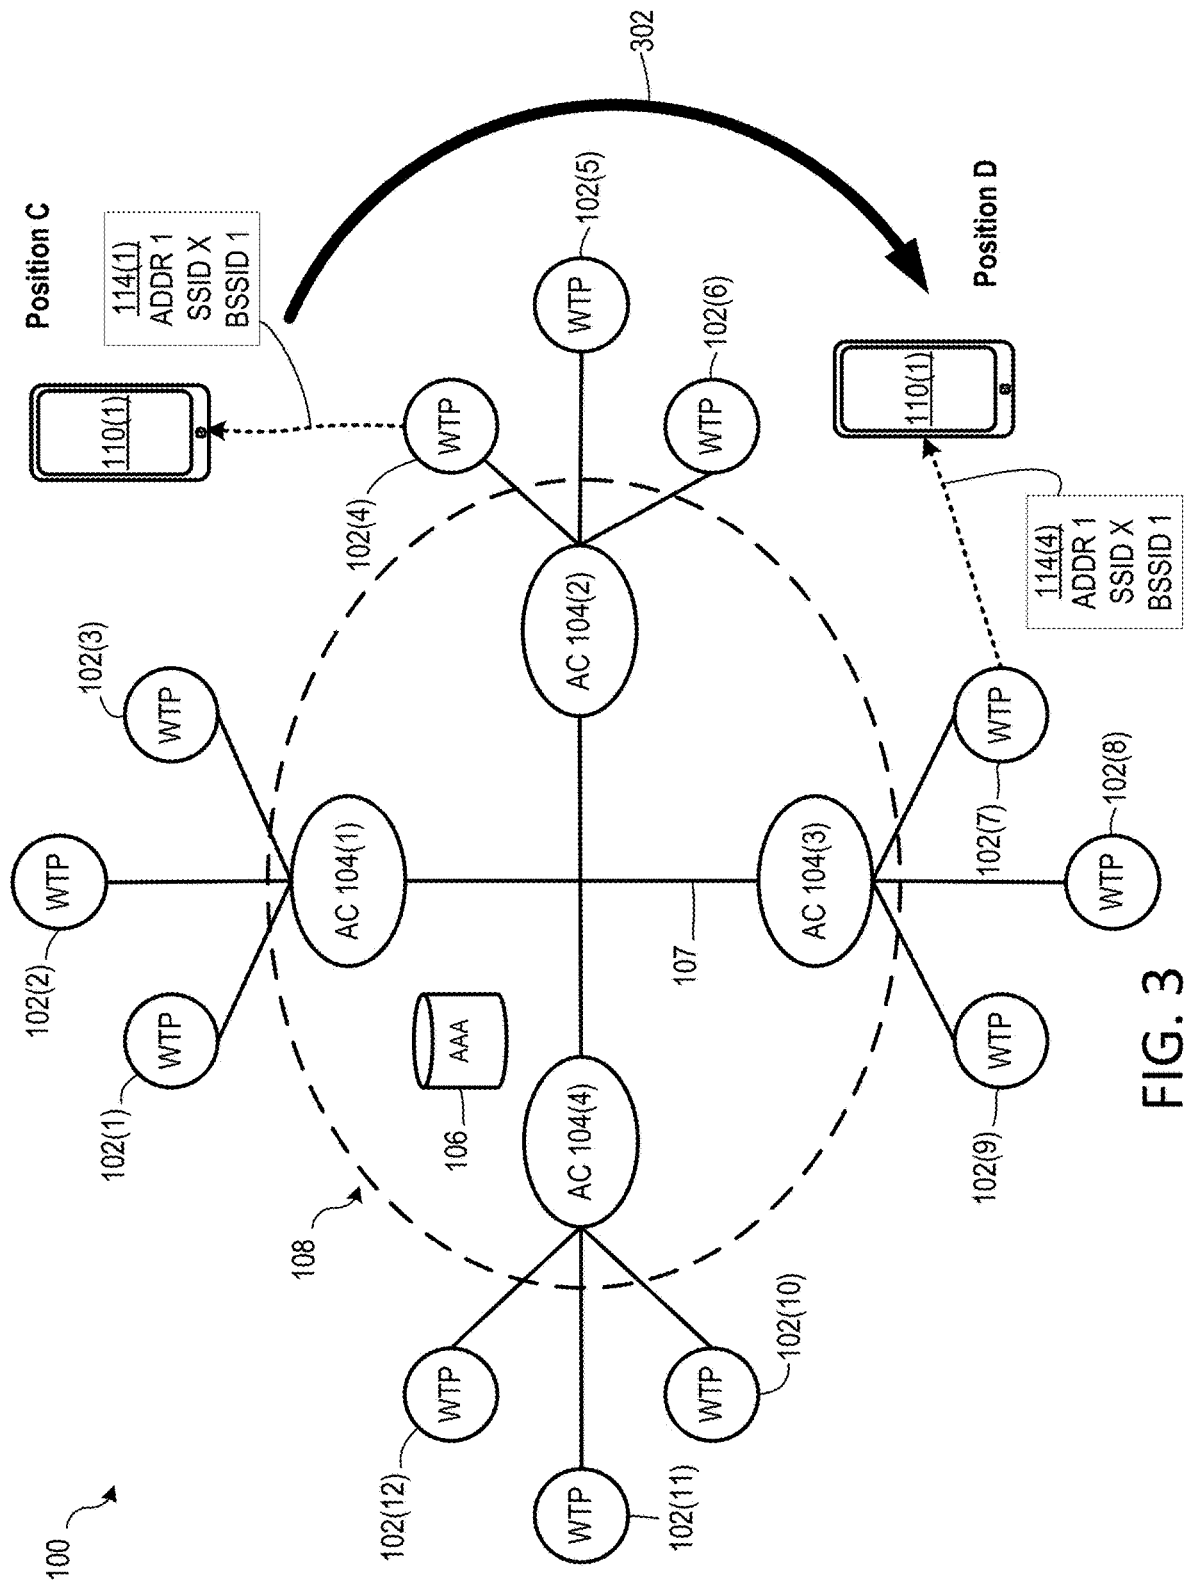 100
102(2)
WTP
Position C
102(1)
WTP
102(3)
WTP
110(1)
114(1)
ADDR 1
SSID X
BSSID 1
108
AC 104(1)
102(4)
WTP
102(12)
WTP
106
AAA
WTP
102(11)
AC 104(4)
AC 104(2)
WTP
102(5)
302
107
WTP
102(10)
WTP
102(6)
AC 104(3)
110(1)
Position D
102(9)
WTP
102(7)
WTP
114(4)
ADDR 1
SSID X
BSSID 1
WTP
102(8)
FIG. 3